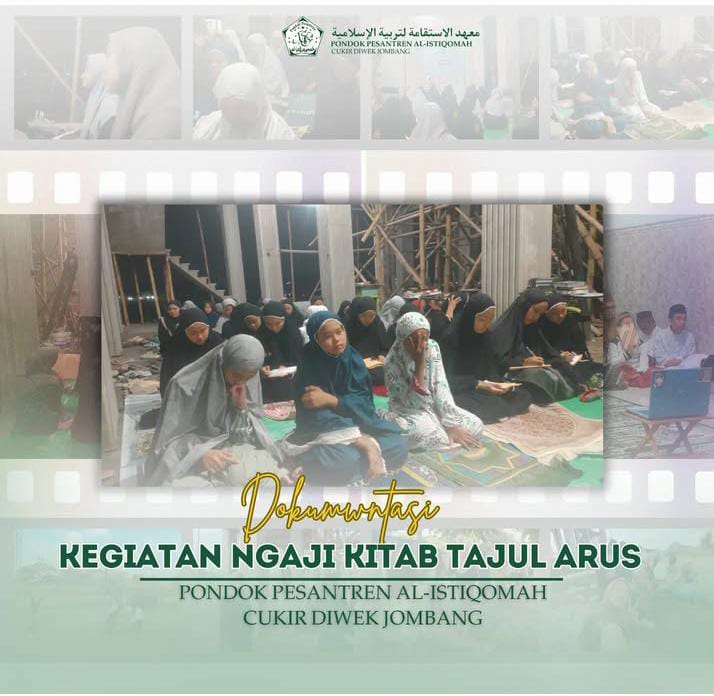 معهد الاستقامة لتربية الإسلامية
PONDOK PESANTREN AL-ISTIQOMAH
CUKIR DIWEK JOMBANG
Dokumwntasi
KEGIATAN NGAJI KITAB TAJUL ARUS
PONDOK PESANTREN AL-ISTIQOMAH
CUKIR DIWEK JOMBANG